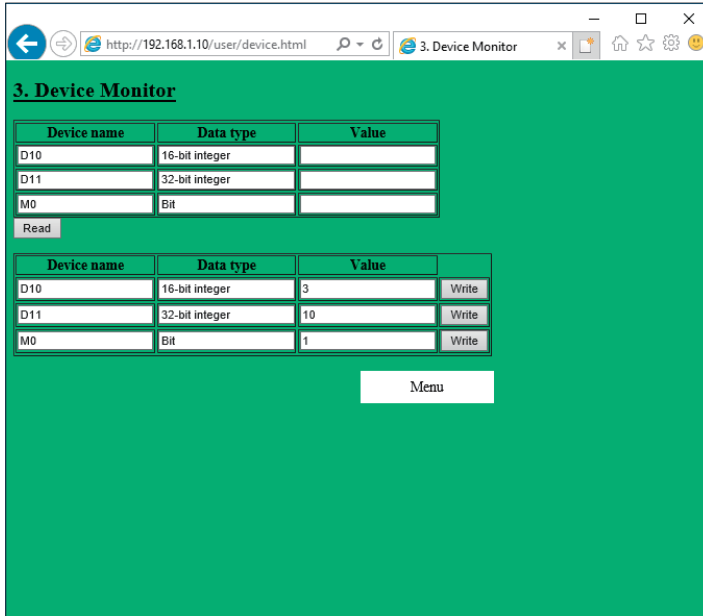 http://192.168.1.10/user/device.html 3. Device Monitor
3. Device Monitor
Device name Data type Value
D10 16-bit integer
D11 32-bit integer
M0 Bit
Read
Device name Data type Value
D10 16-bit integer 3 Write
D11 32-bit integer 10 Write
M0 Bit 1 Write
Menu